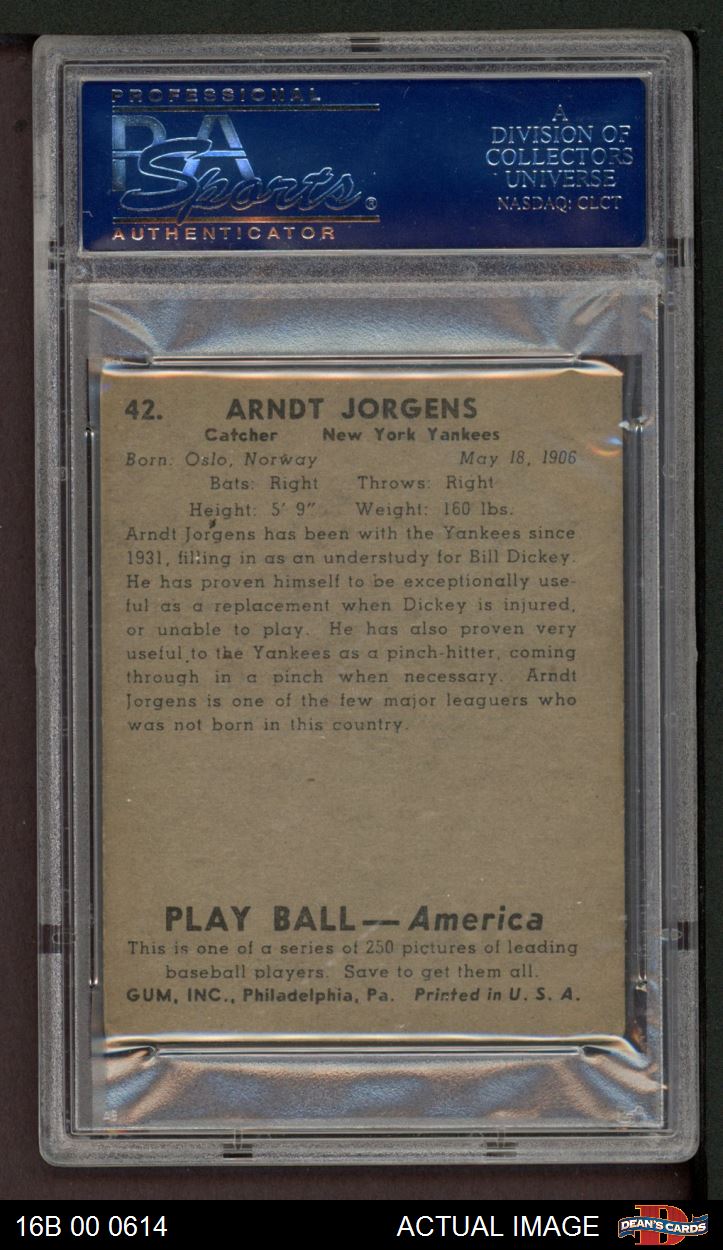 PROFESSIONAL
PSA
Sports®
AUTHENTICATOR
A
DIVISION OF
COLLECTORS
UNIVERSE
NASDAQ: CLCT
42. ARNDT JORGENS
Catcher New York Yankees
Born: Oslo, Norway May 18, 1906
Bats: Right Throws: Right
Height: 5' 9" Weight: 160 lbs.
Arndt Jorgens has been with the Yankees since
1931, filling in as an understudy for Bill Dickey.
He has proven himself to be exceptionally use-
ful as a replacement when Dickey is injured,
or unable to play. He has also proven very
useful to the Yankees as a pinch-hitter, coming
through in a pinch when necessary. Arndt
Jorgens is one of the few major leaguers who
was not born in this country.
PLAY BALL — America
This is one of a series of 250 pictures of leading
baseball players. Save to get them all.
GUM, INC., Philadelphia, Pa. Printed in U. S. A.
16B 00 0614 ACTUAL IMAGE DEAN'S CARDS